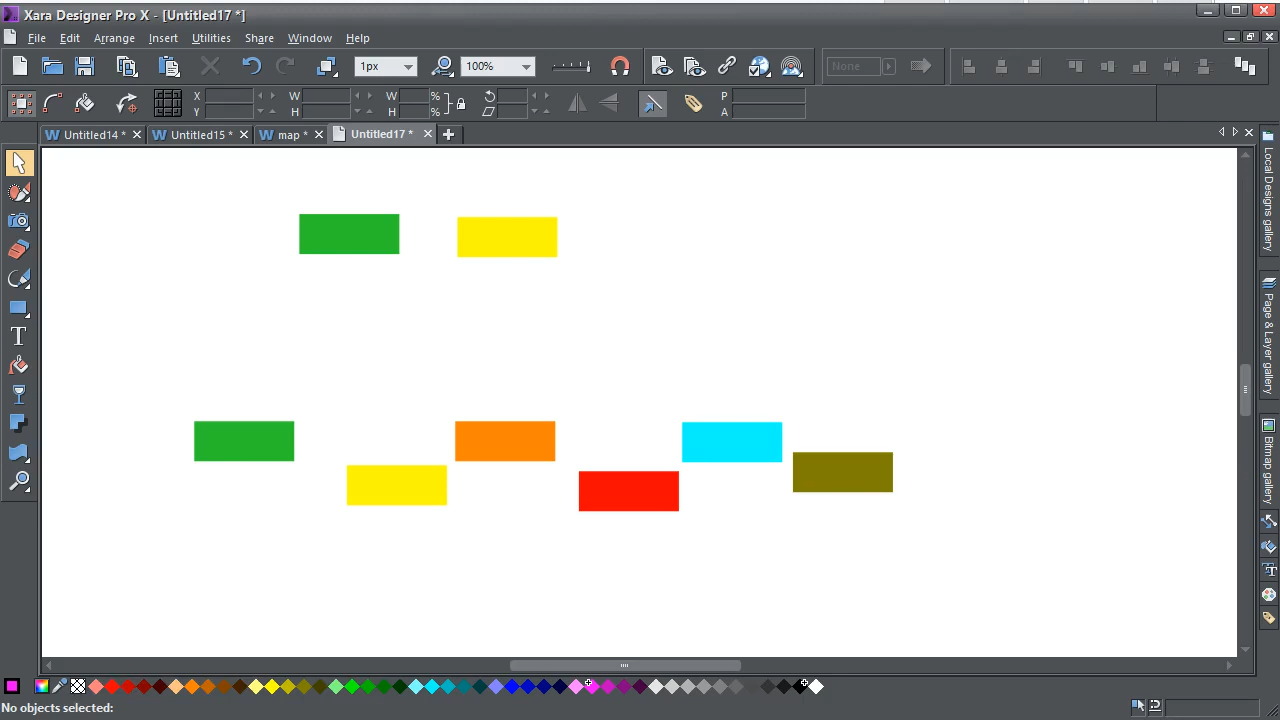 Xara Designer Pro X - [Untitled17 *]
File Edit Arrange Insert Utilities Share Window Help
1px 100% None
X W W % P
Y H H % A
Untitled14 * Untitled15 * map * Untitled17 *
T
Local Designs gallery
Page & Layer gallery
Bitmap gallery
T
No objects selected: